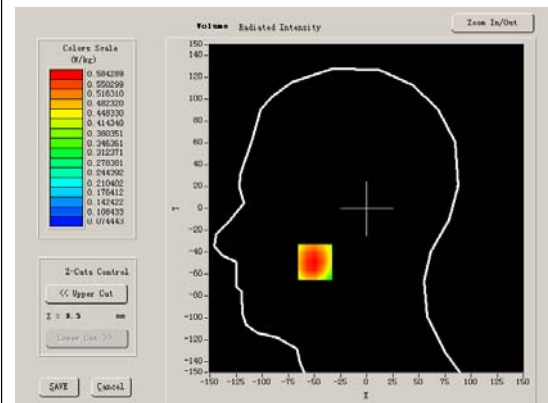 Volume Radiated Intensity
Zoom In/Out
Colors Scale
(W/kg)
0.584289
0.550299
0.516310
0.482320
0.448330
0.414340
0.380351
0.346361
0.312371
0.278381
0.244392
0.210402
0.176412
0.142422
0.108433
0.074443
150
140
120
100
80
60
40
20
0
-20
-40
-60
-80
-100
-120
-140
-150
Y
-150 -125 -100 -75 -50 -25 0 25 50 75 100 125 150
X
Z-Cuts Control
<< Upper Cut
Z = 0.5 mm
Lower Cut >>
SAVE
Cancel